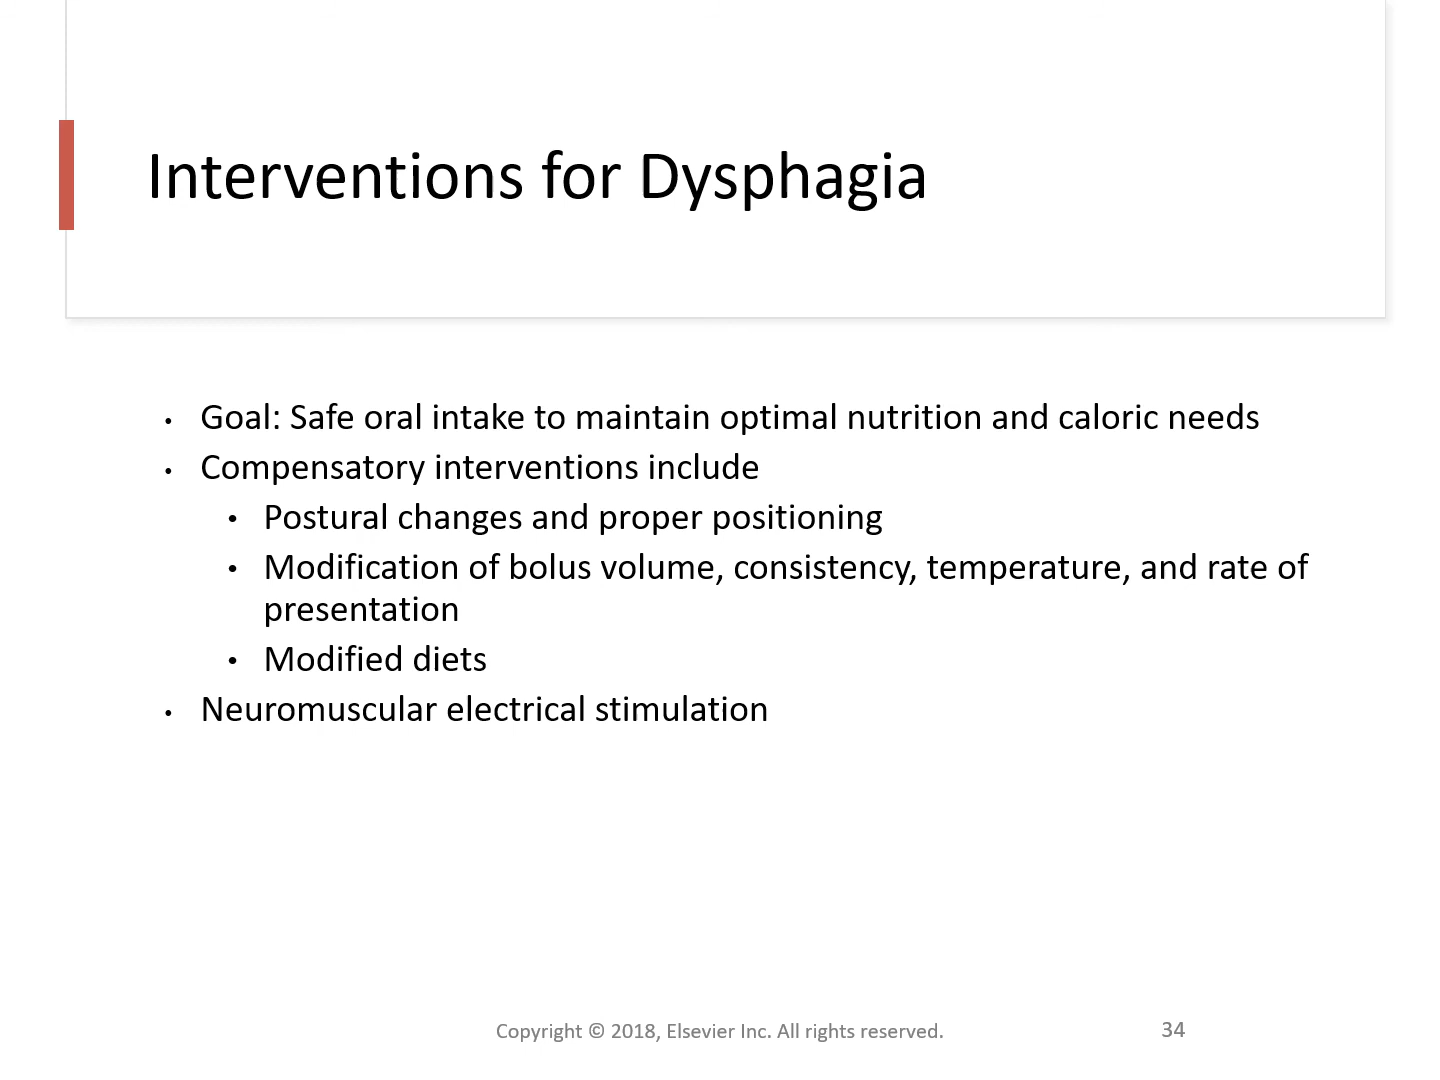 Interventions for Dysphagia
• Goal: Safe oral intake to maintain optimal nutrition and caloric needs
• Compensatory interventions include
• Postural changes and proper positioning
• Modification of bolus volume, consistency, temperature, and rate of
presentation
• Modified diets
• Neuromuscular electrical stimulation
Copyright © 2018, Elsevier Inc. All rights reserved.
34